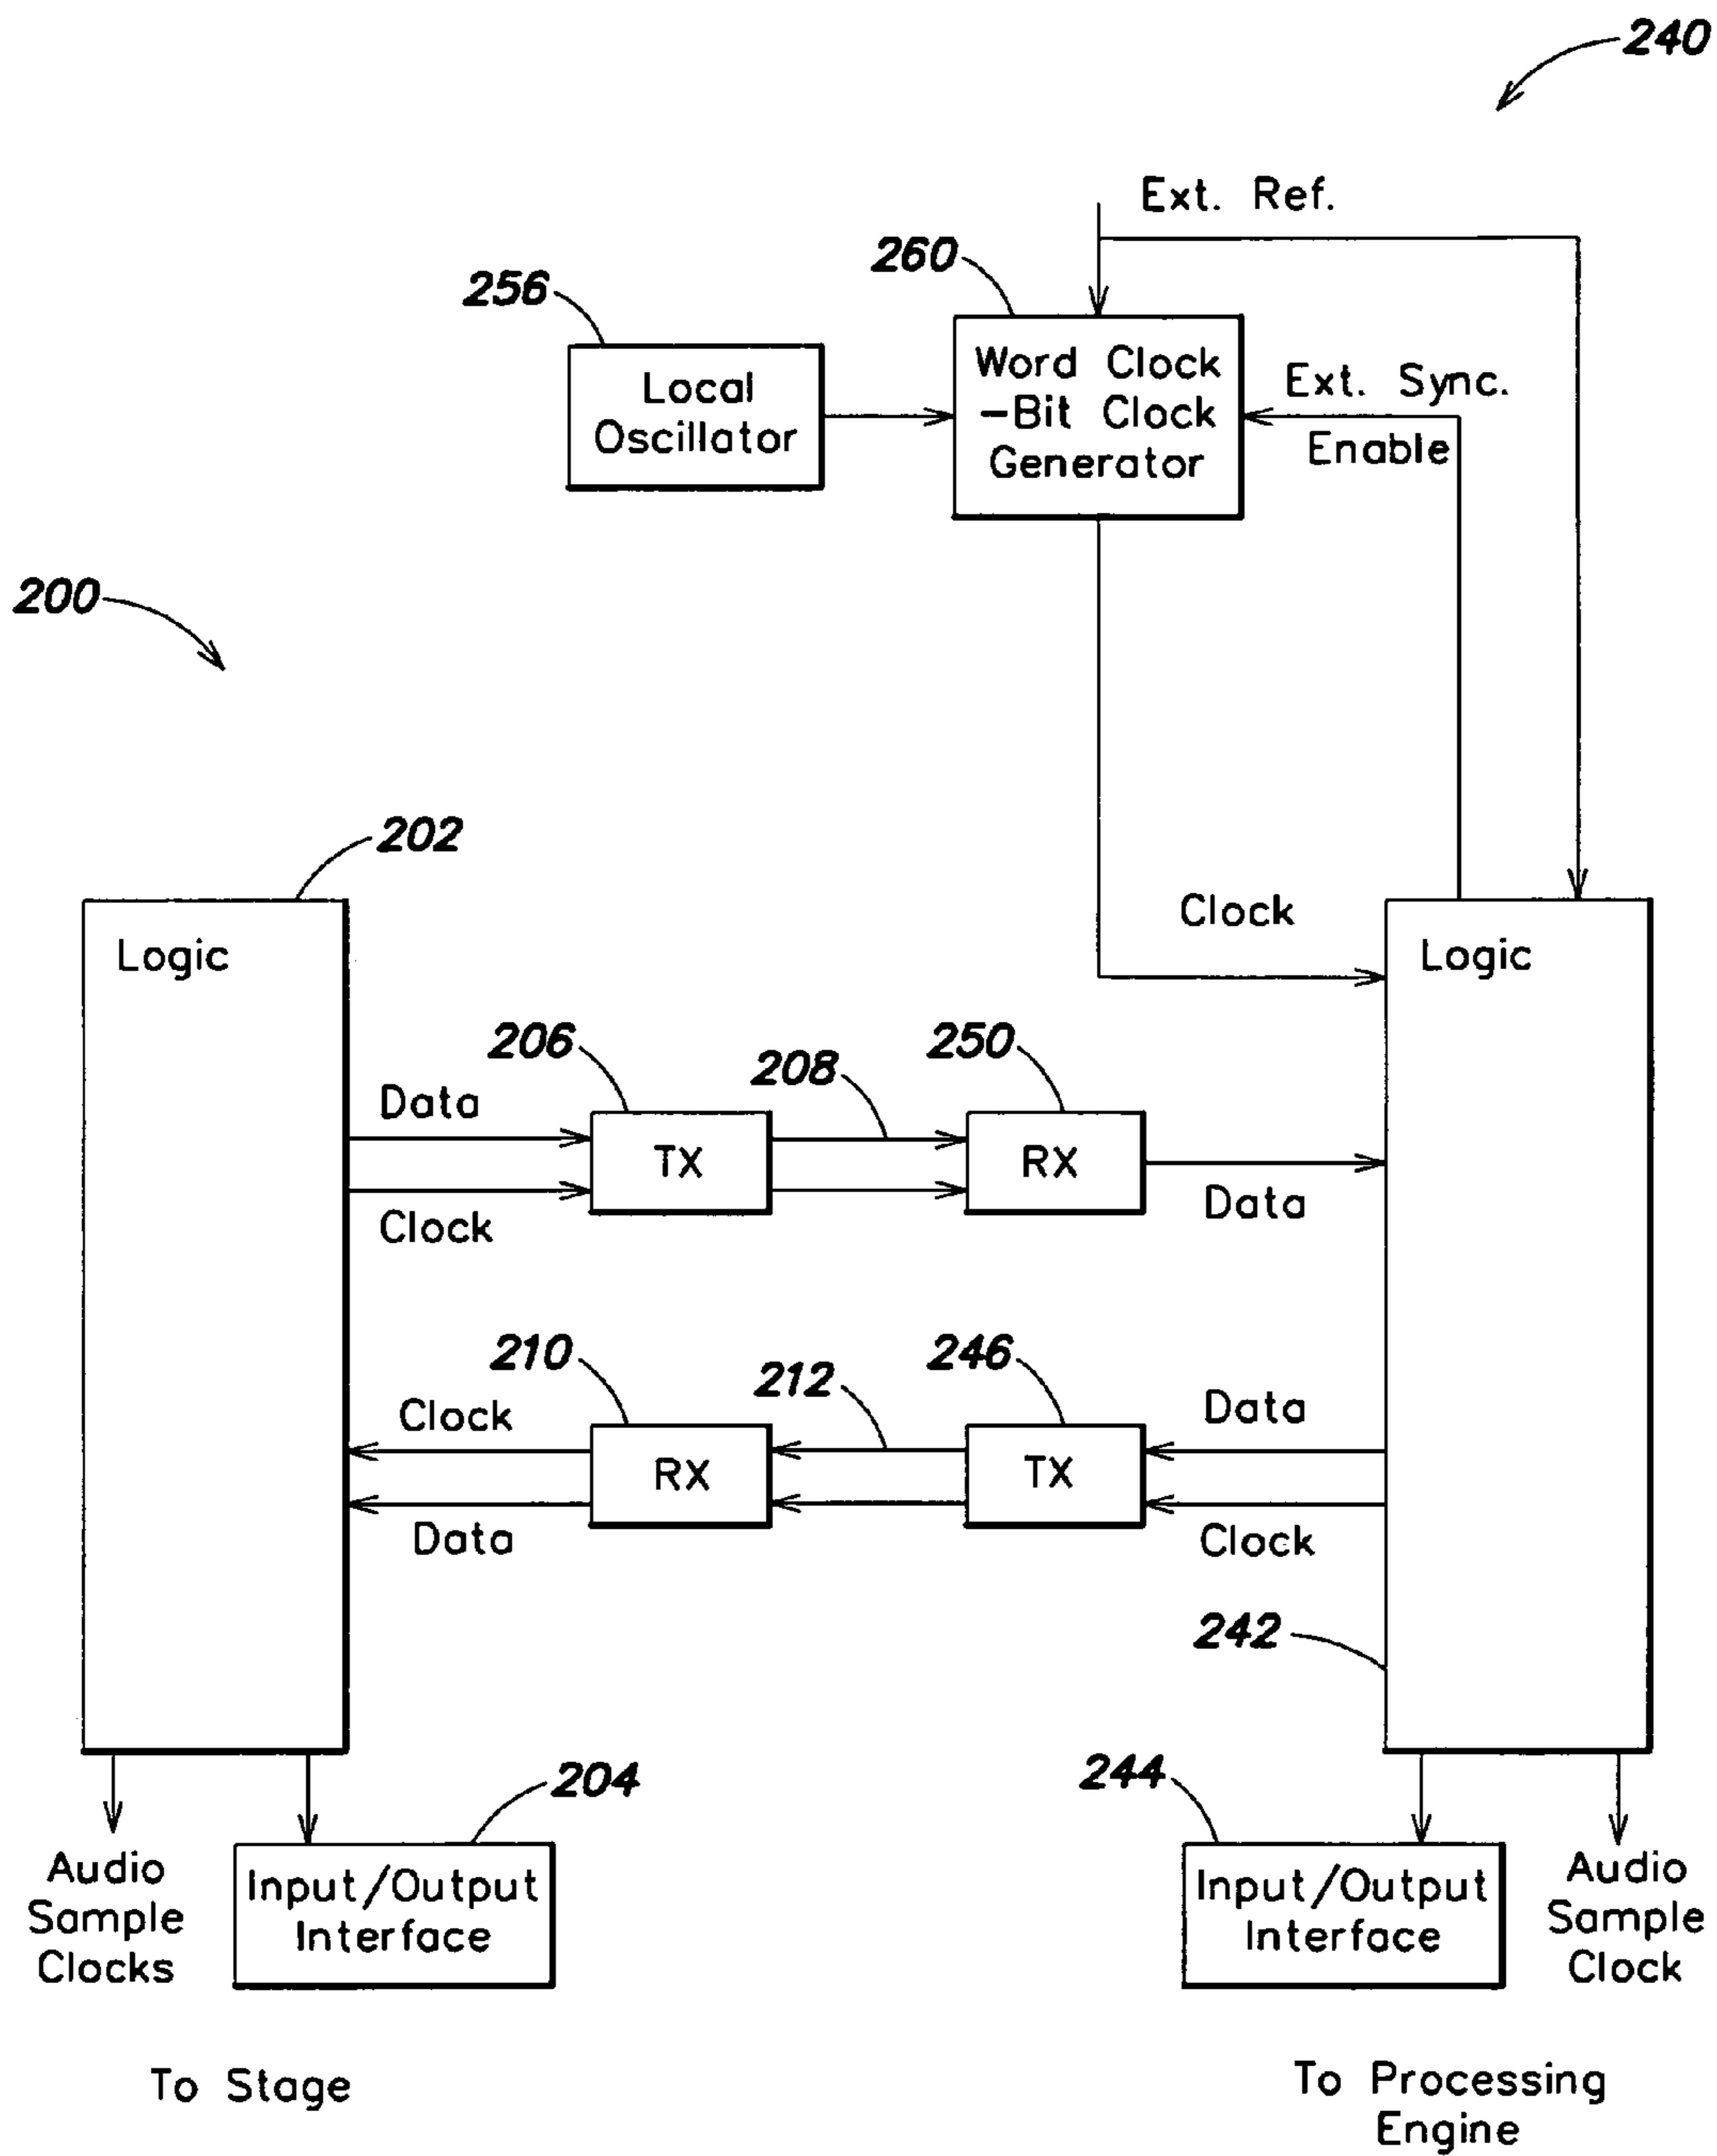 240
Ext. Ref.
260
256
Word Clock
-Bit Clock
Generator
Local
Oscillator
Ext. Sync.
Enable
200
202
Clock
Logic
Logic
206
208
250
Data
TX
RX
Clock
Data
210
212
246
Clock
Data
RX
TX
Data
Clock
242
204
244
Audio
Sample
Clocks
Input/Output
Interface
Input/Output
Interface
Audio
Sample
Clock
To Stage
To Processing
Engine